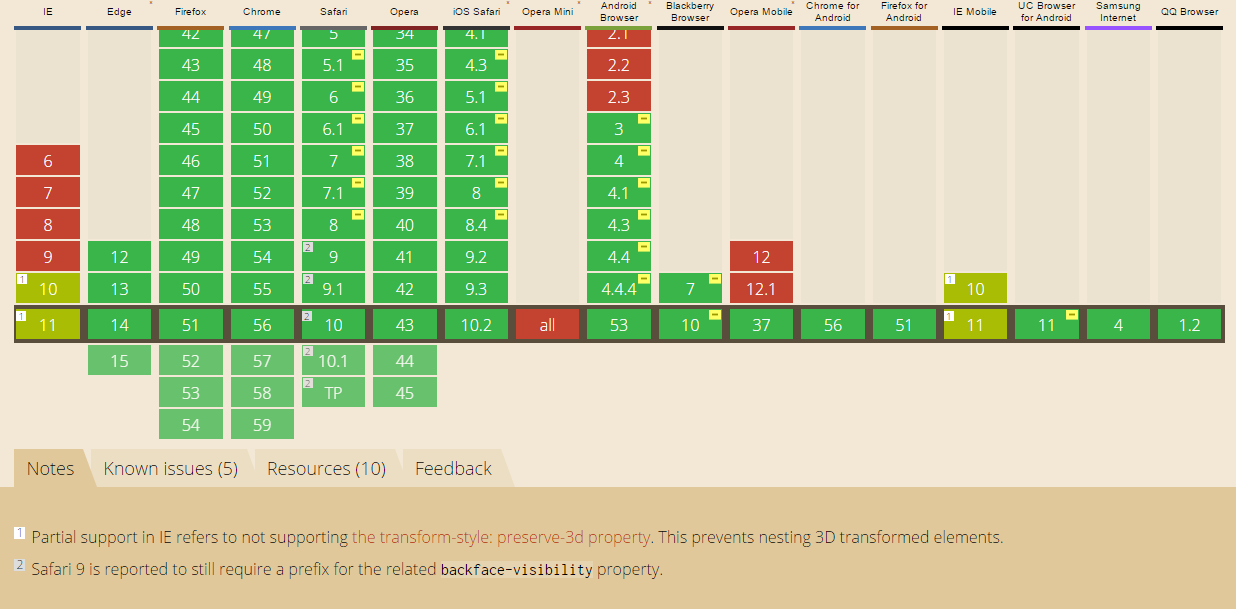 IE Edge Firefox Chrome Safari Opera iOS Safari Opera Mini Android Browser Blackberry Browser Opera Mobile Chrome for Android Firefox for Android IE Mobile UC Browser for Android Samsung Internet QQ Browser
42 47 5 34 4.1 2.1
43 48 5.1 35 4.3 2.2
44 49 6 36 5.1 2.3
45 50 6.1 37 6.1 3
6 46 51 7 38 7.1 4
7 47 52 7.1 39 8 4.1
8 48 53 8 40 8.4 4.3
9 12 49 54 2 9 41 9.2 4.4 12
1 10 13 50 55 2 9.1 42 9.3 4.4.4 7 12.1 1 10
1 11 14 51 56 2 10 43 10.2 all 53 10 37 56 51 1 11 11 4 1.2
15 52 57 2 10.1 44
53 58 2 TP 45
54 59
Notes Known issues (5) Resources (10) Feedback
1 Partial support in IE refers to not supporting the transform-style: preserve-3d property. This prevents nesting 3D transformed elements.
2 Safari 9 is reported to still require a prefix for the related backface-visibility property.